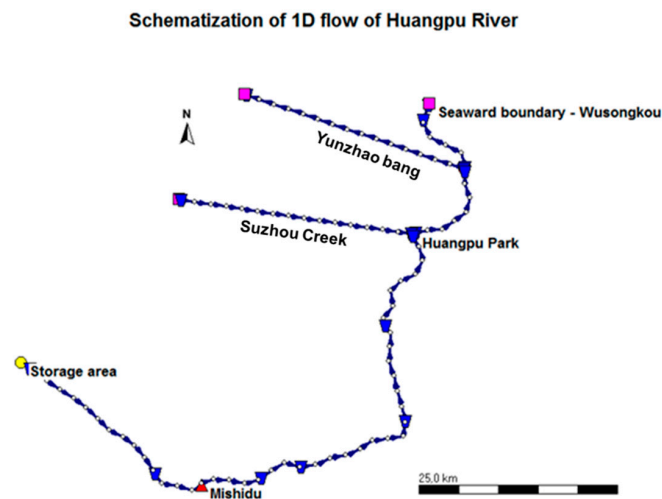 Schematization of 1D flow of Huangpu River
Seaward boundary - Wusongkou
N
Yunzhao bang
Suzhou Creek
Huangpu Park
Storage area
Mishidu
25,0 km